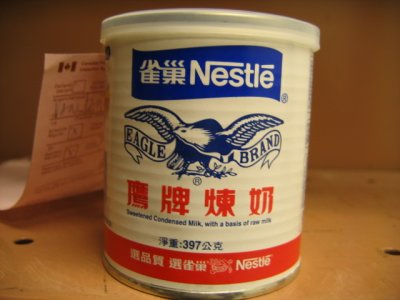 雀巢 Nestlé ®
EAGLE BRAND
®
鷹牌煉奶
Sweetened Condensed Milk, with a basis of raw milk
淨重:397公克
選品質 選雀巢 Nestlé